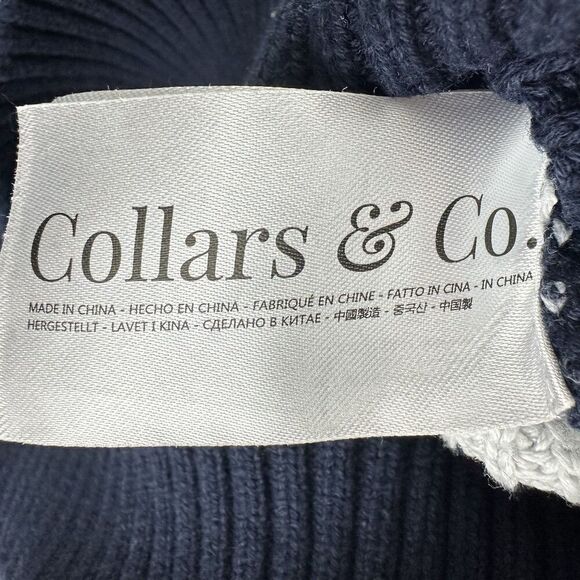 Collars & Co.
MADE IN CHINA - HECHO EN CHINA - FABRIQUÉ EN CHINE - FATTO IN CINA - IN CHINA
HERGESTELLT - LAVET I KINA - СДЕЛАНО В КИТАЕ - 中國製造 - 중국산 - 中国製